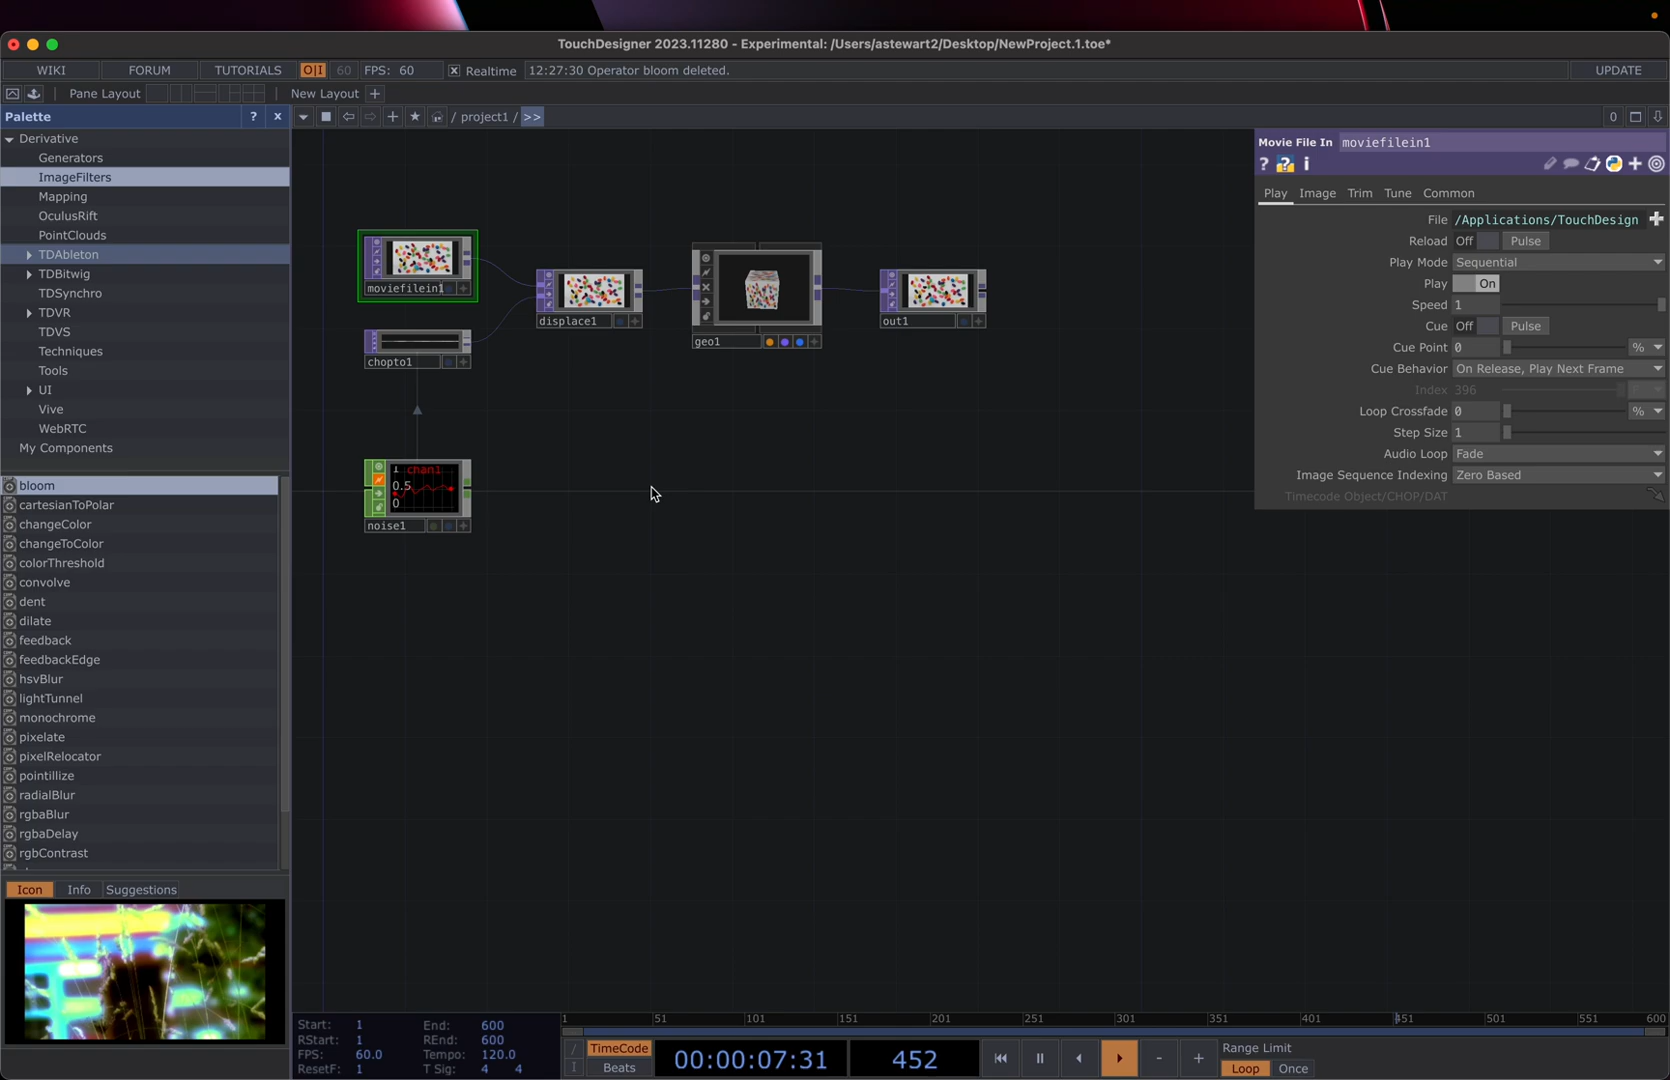 TouchDesigner 2023.11280 - Experimental: /Users/astewart2/Desktop/NewProject.1.toe*
WIKI FORUM TUTORIALS O|I 60 FPS: 60 Realtime 12:27:30 Operator bloom deleted. UPDATE
Pane Layout New Layout +
Palette ? x
/ project1 / >> 0
Derivative
Generators
ImageFilters
Mapping
OculusRift
PointClouds
TDAbleton
TDBitwig
TDSynchro
TDVR
TDVS
Techniques
Tools
UI
Vive
WebRTC
My Components
bloom
cartesianToPolar
changeColor
changeToColor
colorThreshold
convolve
dent
dilate
feedback
feedbackEdge
hsvBlur
lightTunnel
monochrome
pixelate
pixelRelocator
pointillize
radialBlur
rgbaBlur
rgbaDelay
rgbContrast
Icon Info Suggestions
moviefilein1
chopto1
displace1
geo1
out1
1 chan1
0.5
0
noise1
Movie File In moviefilein1
? ? i
Play Image Trim Tune Common
File /Applications/TouchDesign
Reload Off Pulse
Play Mode Sequential
Play On
Speed 1
Cue Off Pulse
Cue Point 0 %
Cue Behavior On Release, Play Next Frame
Index 396
Loop Crossfade 0 %
Step Size 1
Audio Loop Fade
Image Sequence Indexing Zero Based
Timecode Object/CHOP/DAT
Start: 1 End: 600
RStart: 1 REnd: 600
FPS: 60.0 Tempo: 120.0
ResetF: 1 T Sig: 4 4
1 51 101 151 201 251 301 351 401 451 501 551 600
/ TimeCode
I Beats
00:00:07:31 452
- +
Range Limit
Loop Once